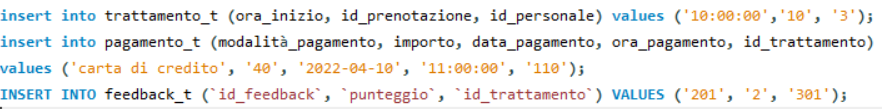 insert into trattamento_t (ora_inizio, id_prenotazione, id_personale) values ('10:00:00','10', '3');
insert into pagamento_t (modalità_pagamento, importo, data_pagamento, ora_pagamento, id_trattamento)
values ('carta di credito', '40', '2022-04-10', '11:00:00', '110');
INSERT INTO feedback_t (`id_feedback`, `punteggio`, `id_trattamento`) VALUES ('201', '2', '301');